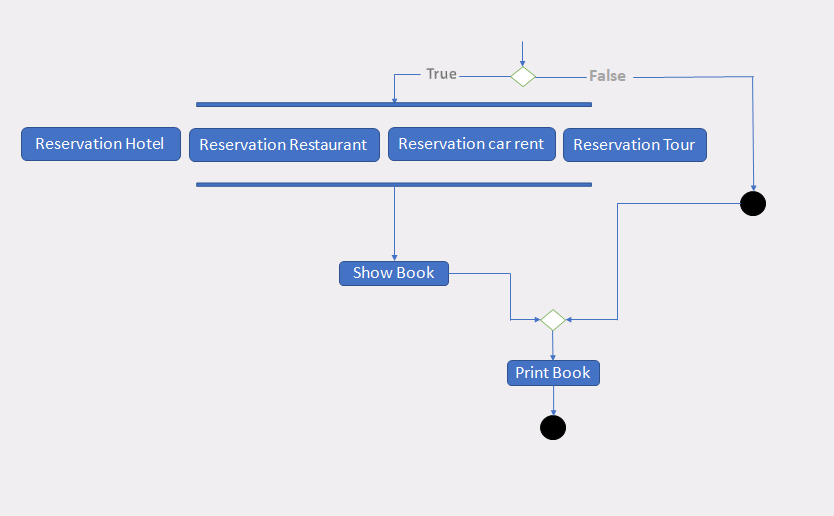 True
False
Reservation Hotel
Reservation Restaurant
Reservation car rent
Reservation Tour
Show Book
Print Book